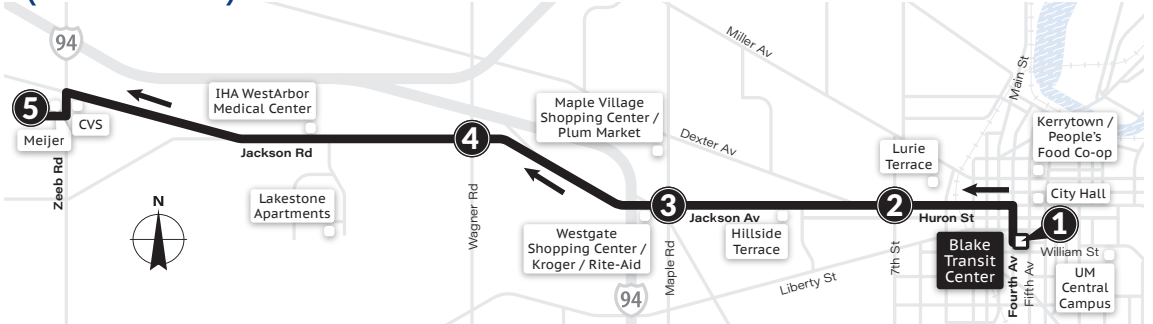 94
5
Meijer
CVS
Zeeb Rd
IHA WestArbor
Medical Center
Jackson Rd
Lakestone
Apartments
N
4
Wagner Rd
Maple Village
Shopping Center /
Plum Market
Westgate
Shopping Center /
Kroger / Rite-Aid
94
3
Maple Rd
Jackson Av
Hillside
Terrace
Miller Av
Dexter Av
Liberty St
Lurie
Terrace
2
7th St
Huron St
Main St
Kerrytown /
People's
Food Co-op
City Hall
1
Blake
Transit
Center
Fourth Av
Fifth Av
William St
UM
Central
Campus